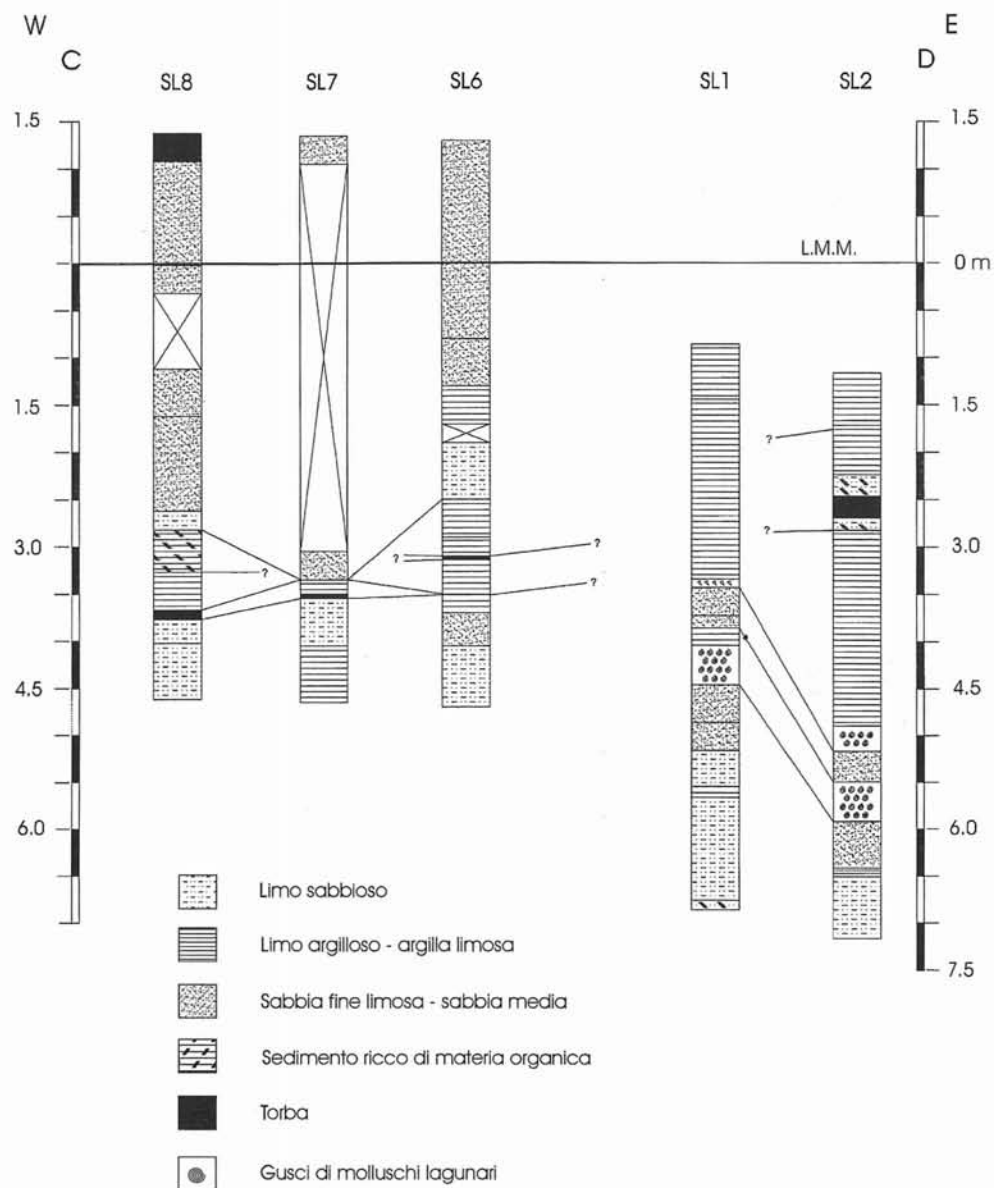 W E
C D
SL8 SL7 SL6 SL1 SL2
1.5 1.5
L.M.M.
0 m
1.5
?
1.5
3.0 ? ? ? ? 3.0
?
4.5 4.5
6.0 6.0
7.5
Limo sabbioso
Limo argilloso - argilla limosa
Sabbia fine limosa - sabbia media
Sedimento ricco di materia organica
Torba
Gusci di molluschi lagunari